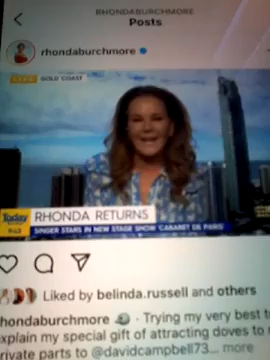 RHONDABURCHMORE
Posts
rhondaburchmore
GOLD COAST
Today
RHONDA RETURNS
SINGER STARS IN NEW STAGE SHOW 'CABARET DE PARIS'
Liked by belinda.russell and others
hondaburchmore · Trying my very best t
explain my special gift of attracting doves to
private parts to @davidcampbell73... more